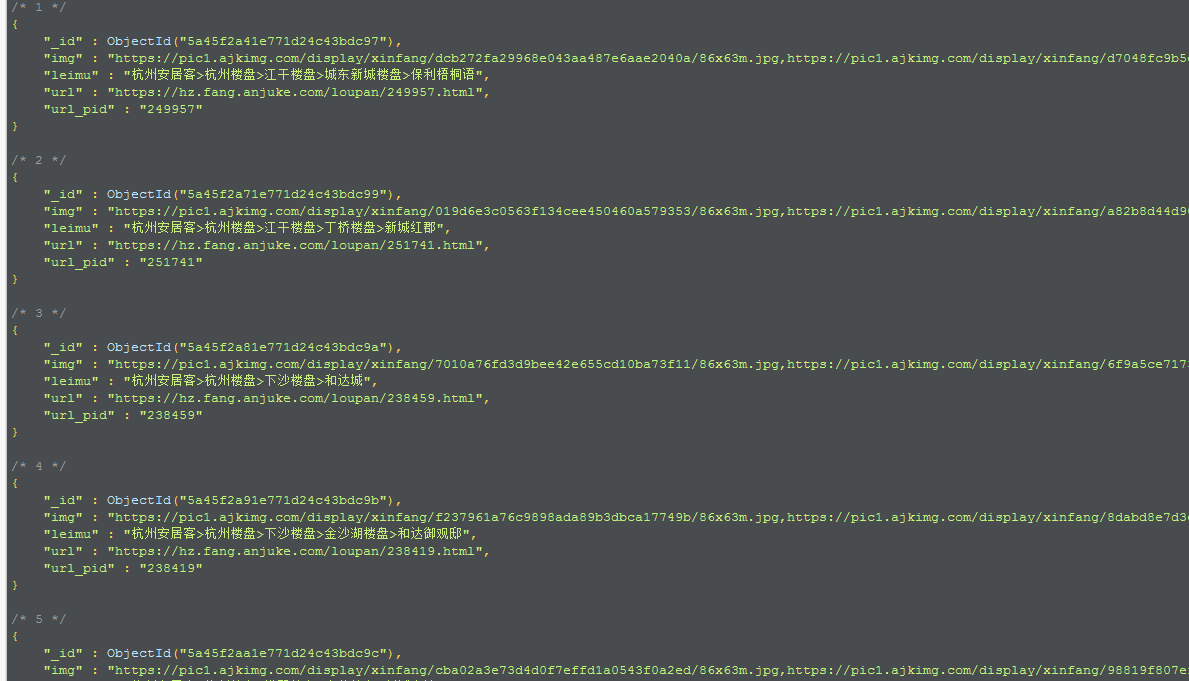 /* 1 */
{
"_id" : ObjectId("5a45f2a41e771d24c43bdc97"),
"img" : "https://pic1.ajkimg.com/display/xinfang/dcb272fa29968e043aa487e6aae2040a/86x63m.jpg,https://pic1.ajkimg.com/display/xinfang/d7048fc9b5
"leimu" : "杭州安居客>杭州楼盘>江干楼盘>城东新城楼盘>保利梧桐语",
"url" : "https://hz.fang.anjuke.com/loupan/249957.html",
"url_pid" : "249957"
}
/* 2 */
{
"_id" : ObjectId("5a45f2a71e771d24c43bdc99"),
"img" : "https://pic1.ajkimg.com/display/xinfang/019d6e3c0563f134cee450460a579353/86x63m.jpg,https://pic1.ajkimg.com/display/xinfang/a82b8d44d9
"leimu" : "杭州安居客>杭州楼盘>江干楼盘>丁桥楼盘>新城红郡",
"url" : "https://hz.fang.anjuke.com/loupan/251741.html",
"url_pid" : "251741"
}
/* 3 */
{
"_id" : ObjectId("5a45f2a81e771d24c43bdc9a"),
"img" : "https://pic1.ajkimg.com/display/xinfang/7010a76fd3d9bee42e655cd10ba73f11/86x63m.jpg,https://pic1.ajkimg.com/display/xinfang/6f9a5ce717
"leimu" : "杭州安居客>杭州楼盘>下沙楼盘>和达城",
"url" : "https://hz.fang.anjuke.com/loupan/238459.html",
"url_pid" : "238459"
}
/* 4 */
{
"_id" : ObjectId("5a45f2a91e771d24c43bdc9b"),
"img" : "https://pic1.ajkimg.com/display/xinfang/f237961a76c9898ada89b3dbca17749b/86x63m.jpg,https://pic1.ajkimg.com/display/xinfang/8dabd8e7d3
"leimu" : "杭州安居客>杭州楼盘>下沙楼盘>金沙湖楼盘>和达御观邸",
"url" : "https://hz.fang.anjuke.com/loupan/238419.html",
"url_pid" : "238419"
}
/* 5 */
{
"_id" : ObjectId("5a45f2aa1e771d24c43bdc9c"),
"img" : "https://pic1.ajkimg.com/display/xinfang/cba02a3e73d4d0f7effd1a0543f0a2ed/86x63m.jpg,https://pic1.ajkimg.com/display/xinfang/98819f807e